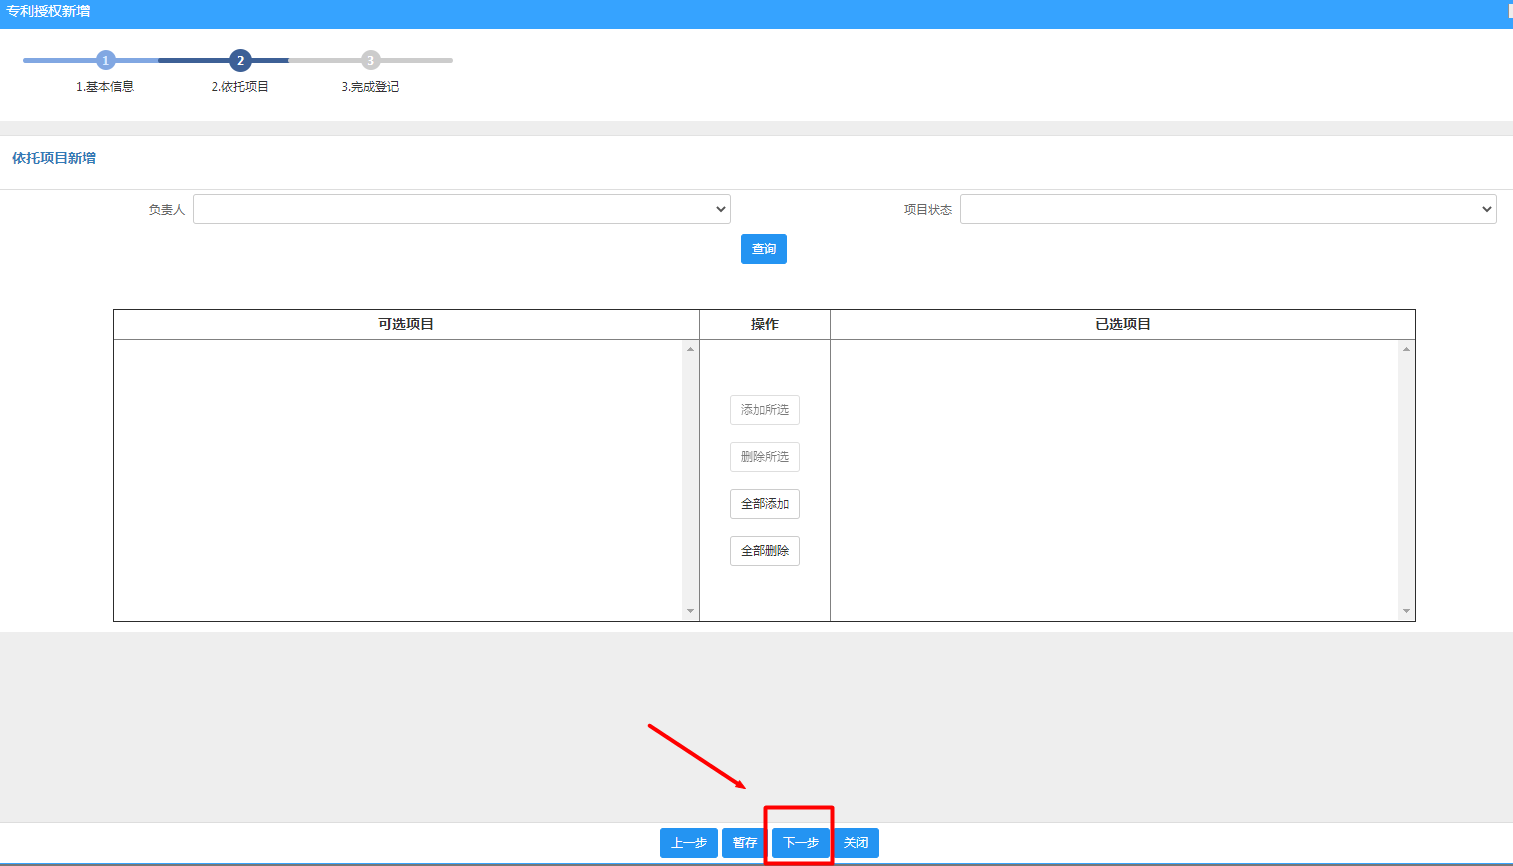 专利授权新增
1 2 3
1.基本信息 2.依托项目 3.完成登记
依托项目新增
负责人 项目状态
查询
可选项目 操作 已选项目
添加所选
删除所选
全部添加
全部删除
上一步 暂存 下一步 关闭